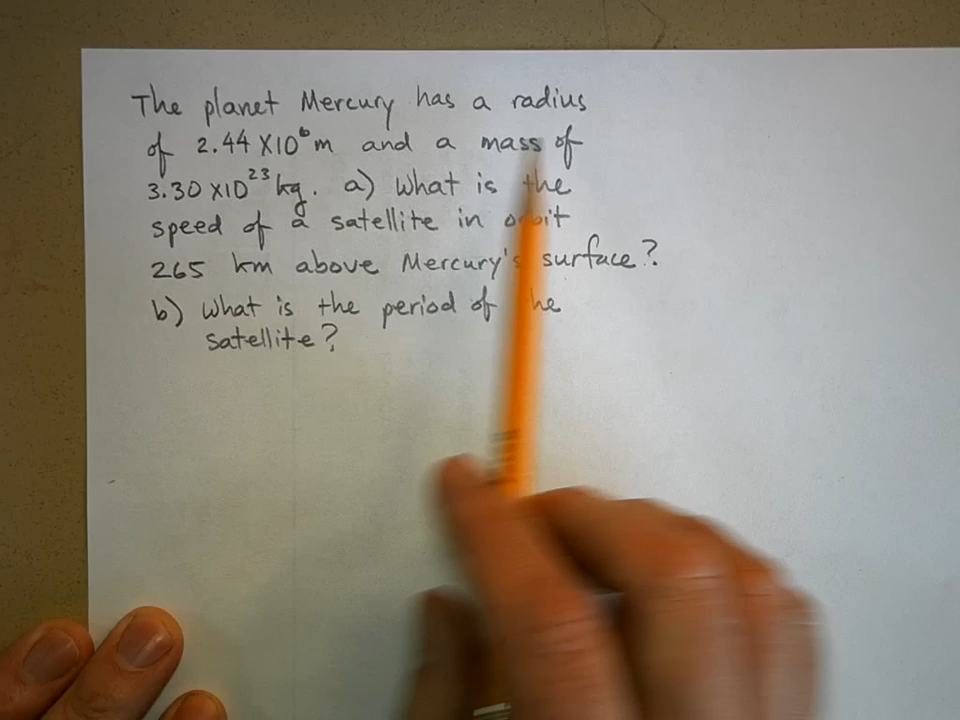 The planet Mercury has a radius
of 2.44 X10⁶ m and a mass of
3.30 X10²³ kg. a) What is the
speed of a satellite in orbit
265 km above Mercury's surface?
b) What is the period of the
satellite?